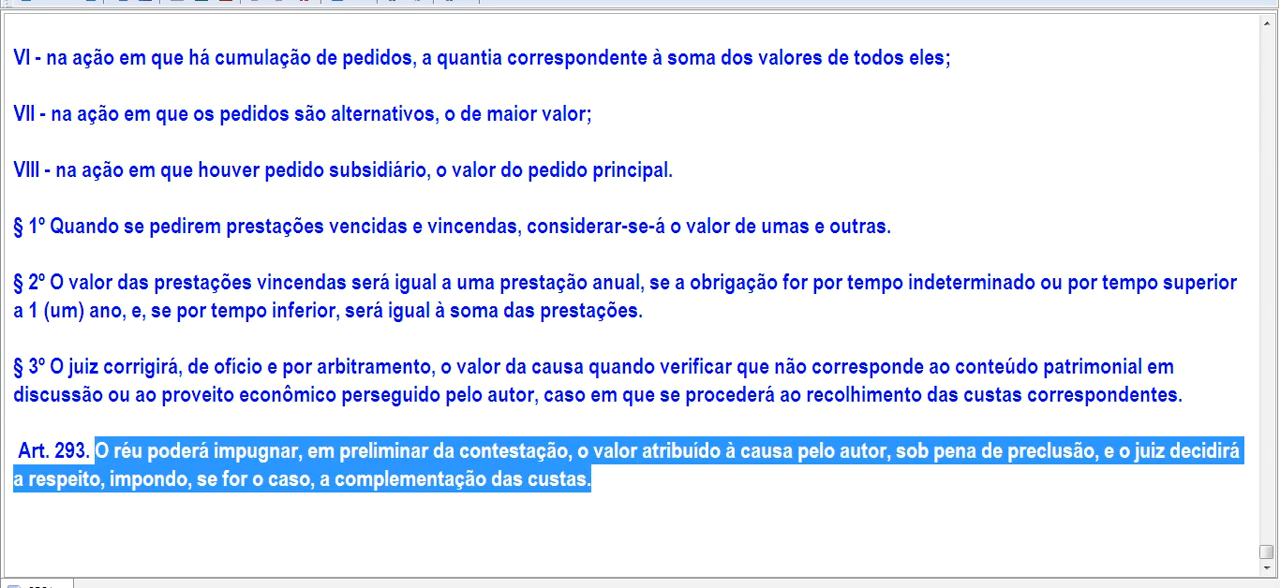 VI - na ação em que há cumulação de pedidos, a quantia correspondente à soma dos valores de todos eles;
VII - na ação em que os pedidos são alternativos, o de maior valor;
VIII - na ação em que houver pedido subsidiário, o valor do pedido principal.
§ 1º Quando se pedirem prestações vencidas e vincendas, considerar-se-á o valor de umas e outras.
§ 2º O valor das prestações vincendas será igual a uma prestação anual, se a obrigação for por tempo indeterminado ou por tempo superior
a 1 (um) ano, e, se por tempo inferior, será igual à soma das prestações.
§ 3º O juiz corrigirá, de ofício e por arbitramento, o valor da causa quando verificar que não corresponde ao conteúdo patrimonial em
discussão ou ao proveito econômico perseguido pelo autor, caso em que se procederá ao recolhimento das custas correspondentes.
Art. 293. O réu poderá impugnar, em preliminar da contestação, o valor atribuído à causa pelo autor, sob pena de preclusão, e o juiz decidirá
a respeito, impondo, se for o caso, a complementação das custas.